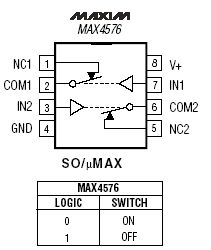 MAXIM
MAX4576
NC1 1
8 V+
COM1 2
7 IN1
IN2 3
6 COM2
GND 4
5 NC2
SO/µMAX
MAX4576
LOGIC SWITCH
0 ON
1 OFF